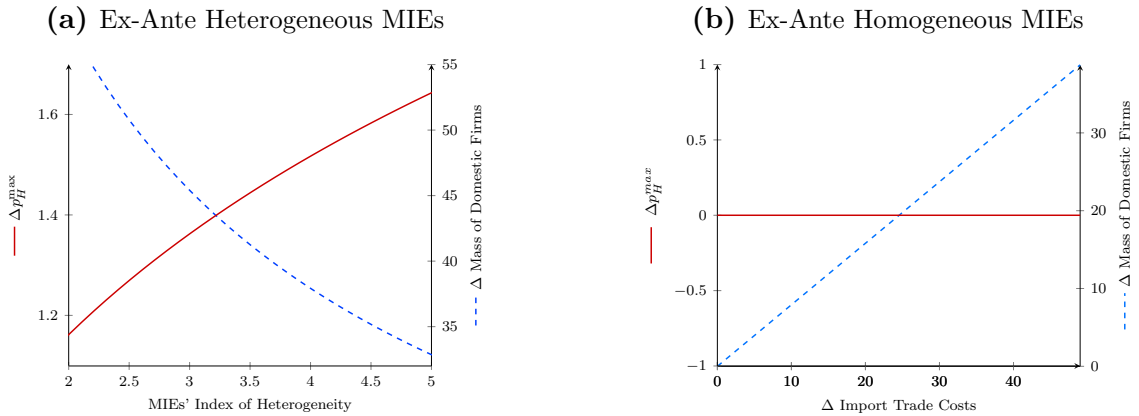 (a) Ex-Ante Heterogeneous MIEs
1.6
1.4
1.2
Δp_H^max
55
50
45
40
35
Δ Mass of Domestic Firms
2 2.5 3 3.5 4 4.5 5
MIEs' Index of Heterogeneity
(b) Ex-Ante Homogeneous MIEs
1
0.5
0
−0.5
−1
Δp_H^max
30
20
10
0
Δ Mass of Domestic Firms
0 10 20 30 40
Δ Import Trade Costs